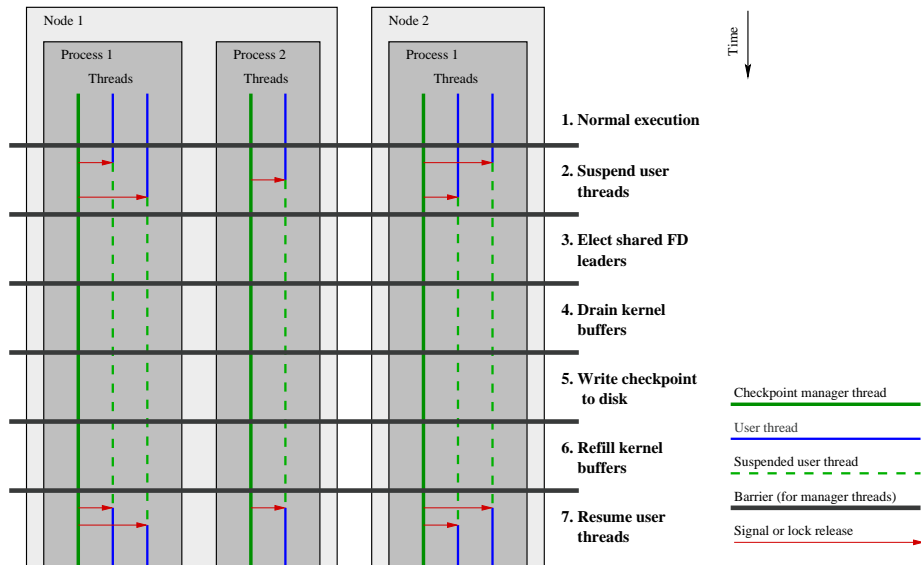 Node 1
Node 2
Process 1
Process 2
Process 1
Threads
Threads
Threads
Time
1. Normal execution
2. Suspend user
threads
3. Elect shared FD
leaders
4. Drain kernel
buffers
5. Write checkpoint
to disk
6. Refill kernel
buffers
7. Resume user
threads
Checkpoint manager thread
User thread
Suspended user thread
Barrier (for manager threads)
Signal or lock release